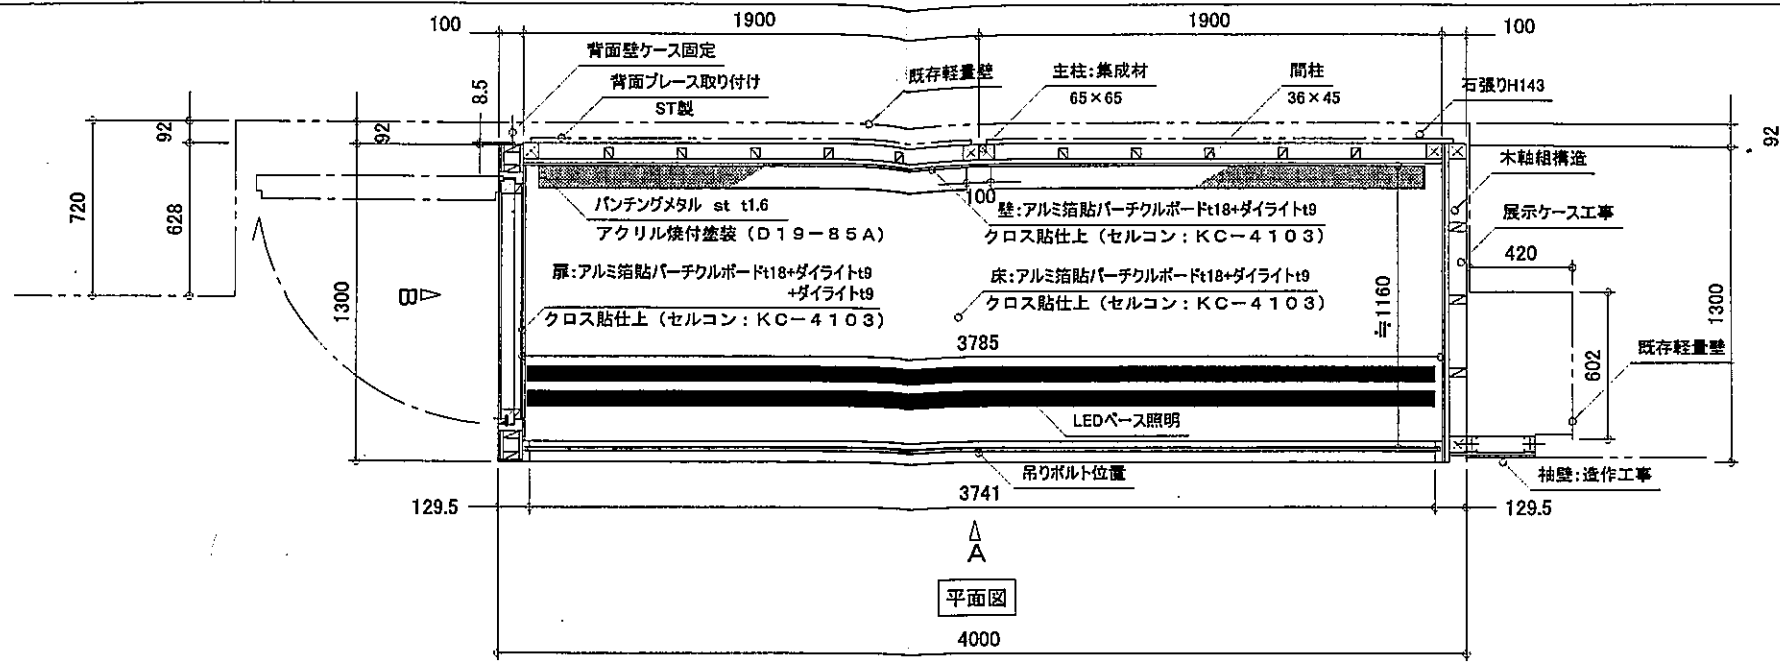 100
1900
1900
100
背面壁ケース固定
背面ブレース取り付け
ST製
既存軽量壁
主柱:集成材
65×65
間柱
36×45
石張りH143
8.5
92
92
92
720
628
1300
木軸組構造
展示ケース工事
420
パンチングメタル st t1.6
アクリル焼付塗装（D19－85A）
100
壁:アルミ箔貼パーチクルボードt18+ダイライトt9
クロス貼仕上（セルコン：KC－4103）
扉:アルミ箔貼パーチクルボードt18+ダイライトt9
+ダイライトt9
クロス貼仕上（セルコン：KC－4103）
床:アルミ箔貼パーチクルボードt18+ダイライトt9
クロス貼仕上（セルコン：KC－4103）
B
≒1160
1300
602
既存軽量壁
3785
LEDベース照明
吊りボルト位置
袖壁:造作工事
129.5
3741
129.5
A
平面図
4000